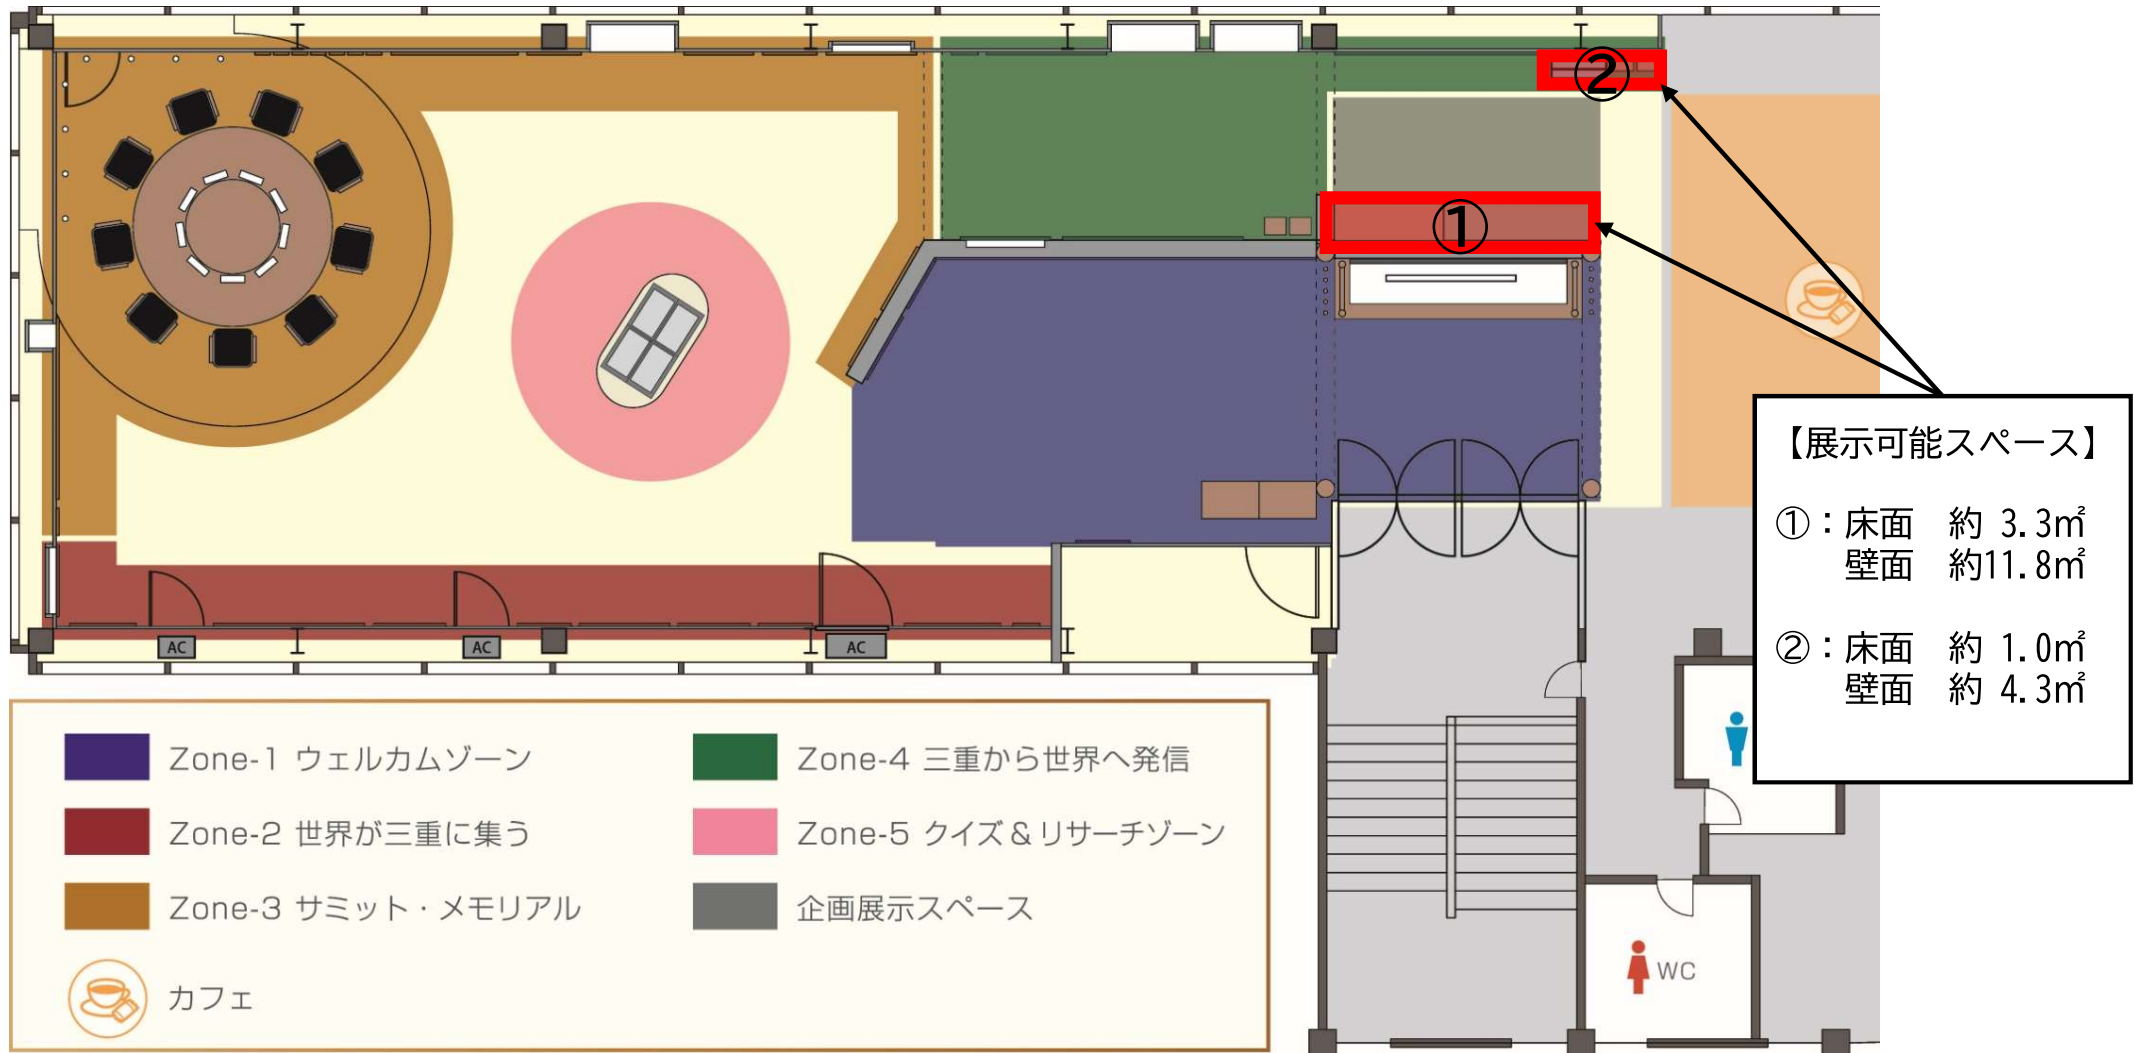 ②
①
【展示可能スペース】
①：床面　約 3.3㎡
壁面　約11.8㎡
②：床面　約 1.0㎡
壁面　約 4.3㎡
AC
AC
AC
Zone-1 ウェルカムゾーン
Zone-2 世界が三重に集う
Zone-3 サミット・メモリアル
カフェ
Zone-4 三重から世界へ発信
Zone-5 クイズ＆リサーチゾーン
企画展示スペース
WC